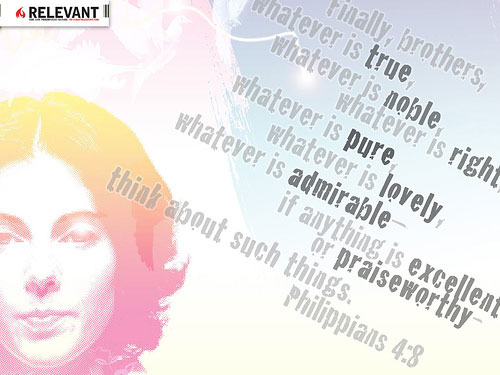 RELEVANT
Finally, brothers,
whatever is true,
whatever is noble,
whatever is right
whatever is pure,
whatever is lovely,
whatever is admirable—
if anything is excellent
or praiseworthy—
think about such things.
Philippians 4:8